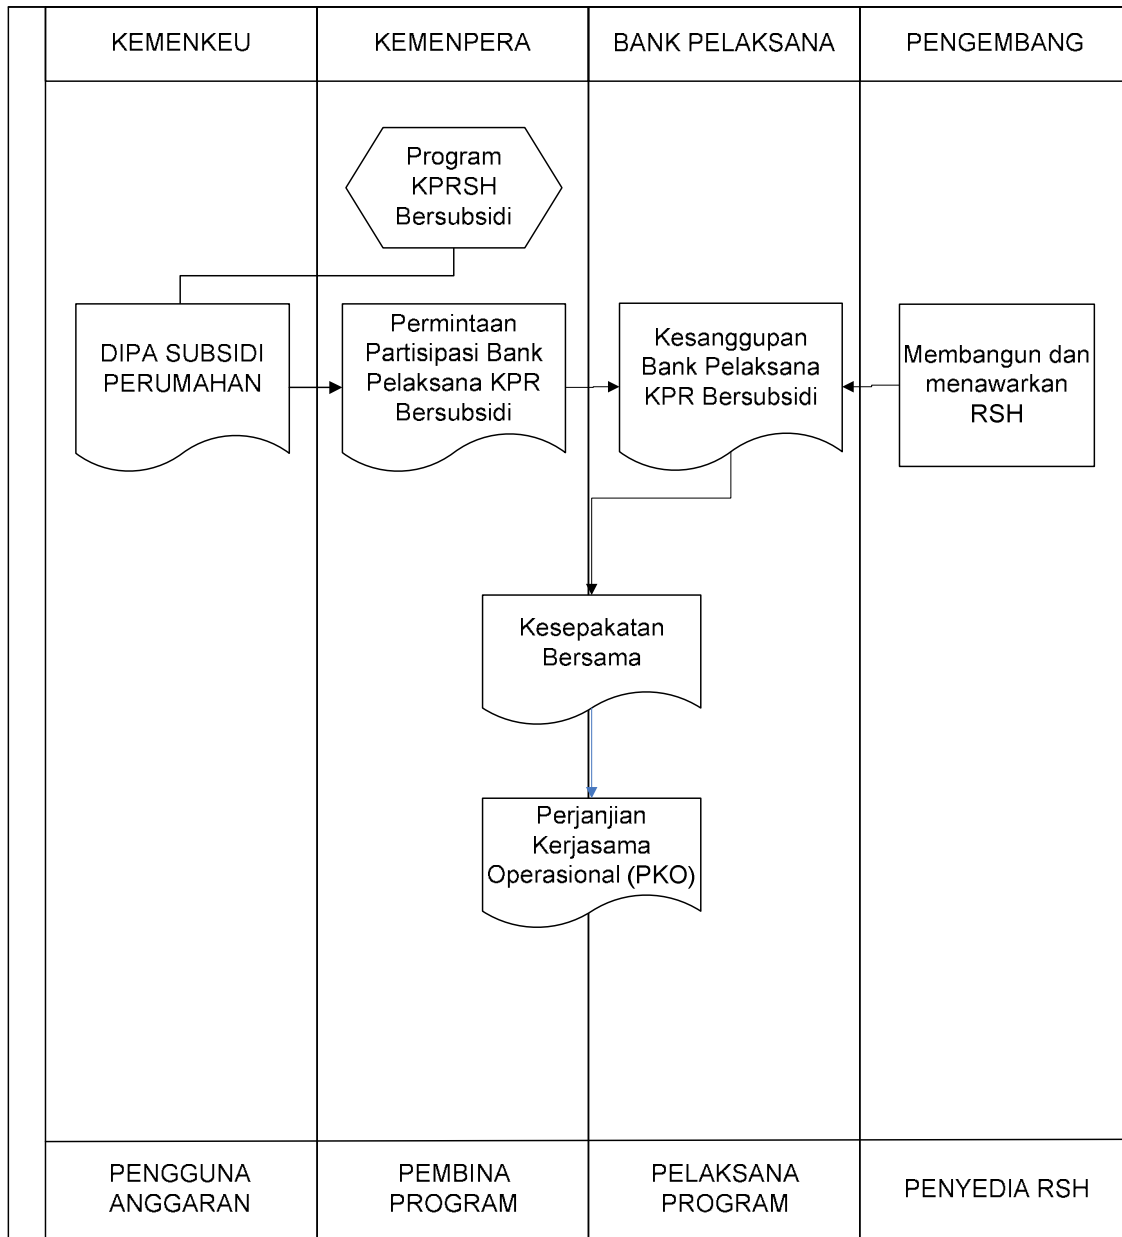 KEMENKEU
KEMENPERA
BANK PELAKSANA
PENGEMBANG
Program
KPRSH
Bersubsidi
DIPA SUBSIDI
PERUMAHAN
Permintaan
Partisipasi Bank
Pelaksana KPR
Bersubsidi
Kesanggupan
Bank Pelaksana
KPR Bersubsidi
Membangun dan
menawarkan
RSH
Kesepakatan
Bersama
Perjanjian
Kerjasama
Operasional (PKO)
PENGGUNA
ANGGARAN
PEMBINA
PROGRAM
PELAKSANA
PROGRAM
PENYEDIA RSH